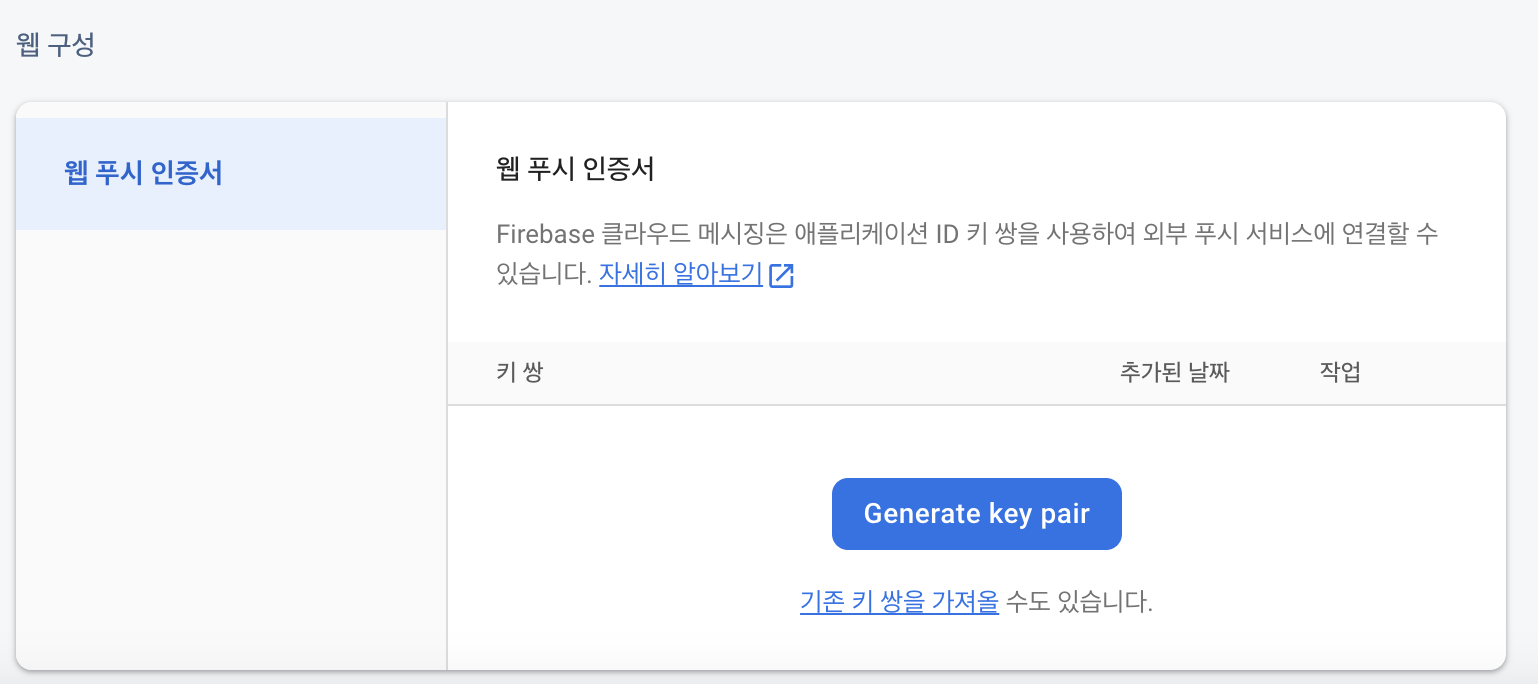 웹 구성
웹 푸시 인증서
웹 푸시 인증서
Firebase 클라우드 메시징은 애플리케이션 ID 키 쌍을 사용하여 외부 푸시 서비스에 연결할 수
있습니다. 자세히 알아보기
키 쌍 추가된 날짜 작업
Generate key pair
기존 키 쌍을 가져올 수도 있습니다.